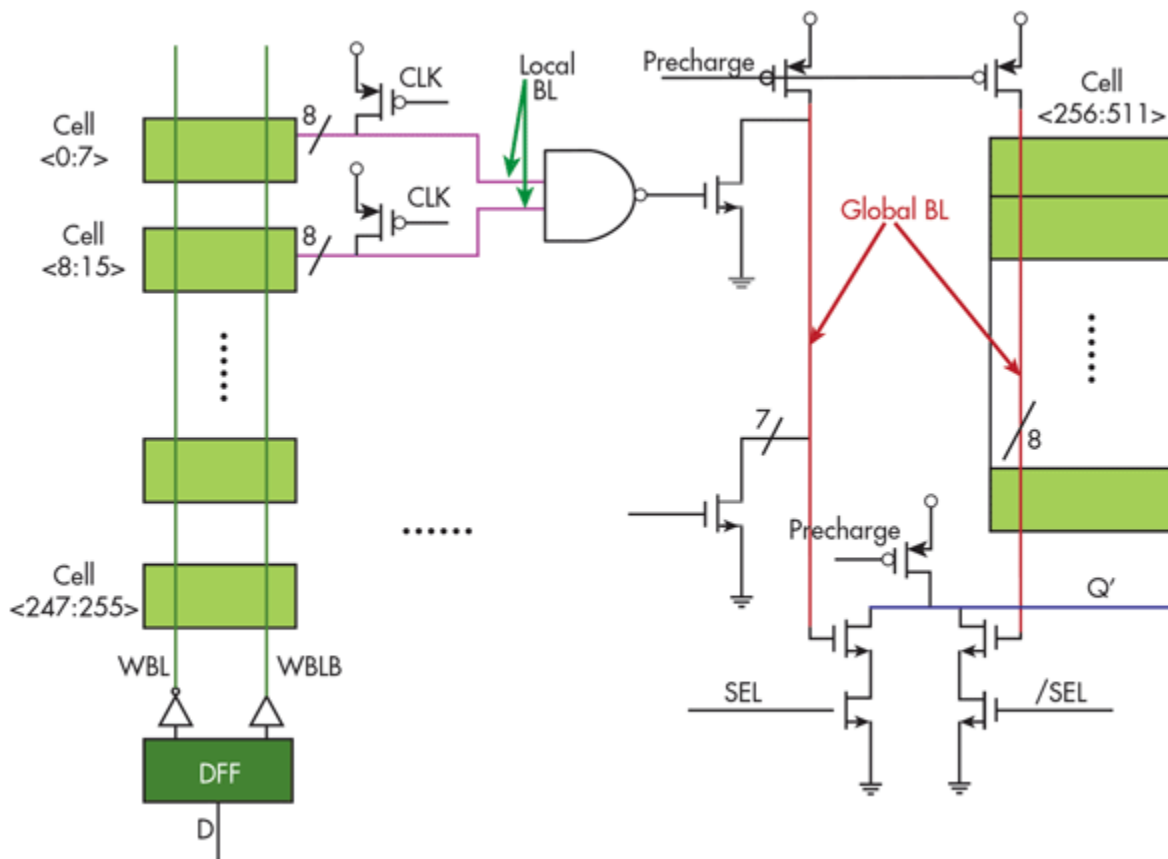 Cell
<0:7>
8
CLK
Local
BL
Precharge
Cell
<256:511>
Cell
<8:15>
8
CLK
Global BL
7
8
Precharge
Cell
<247:255>
Q'
WBL
WBLB
SEL
/SEL
DFF
D